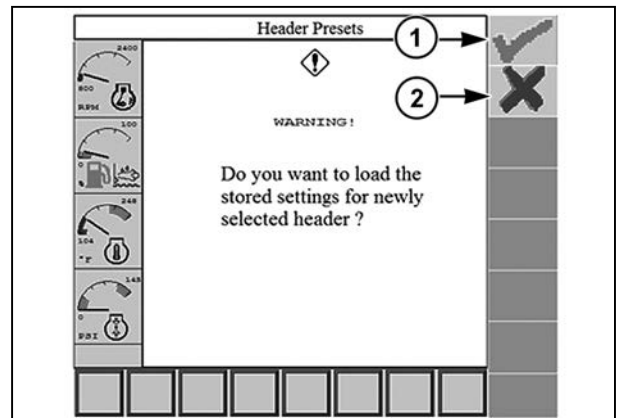 Header Presets
1
2
2400
800
RPM
WARNING!
100
0
%
Do you want to load the
stored settings for newly
selected header ?
248
104
°F
145
0
PSI